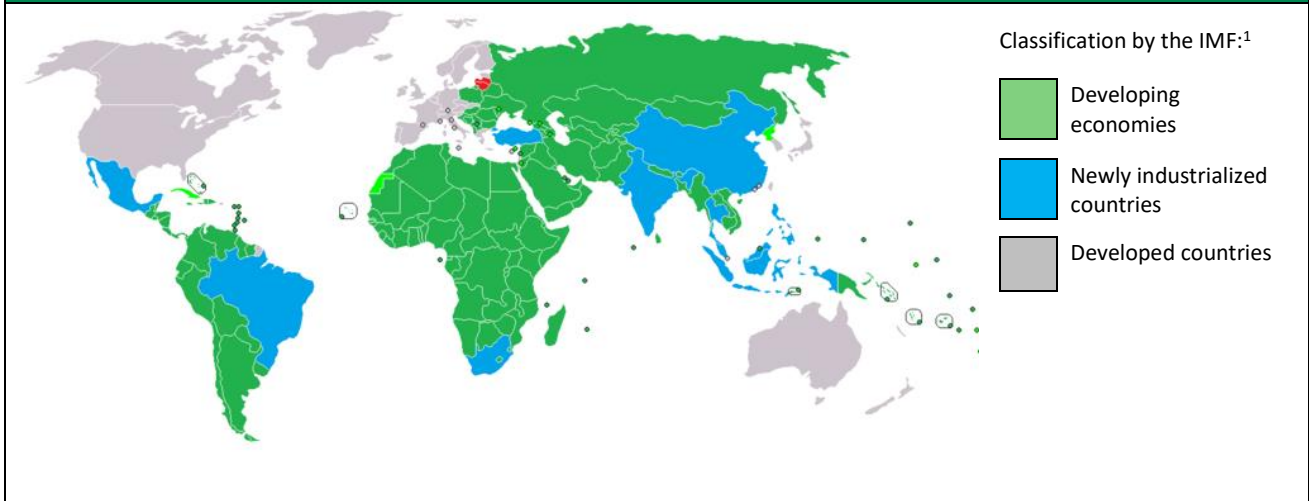 Classification by the IMF:1
Developing
economies
Newly industrialized
countries
Developed countries